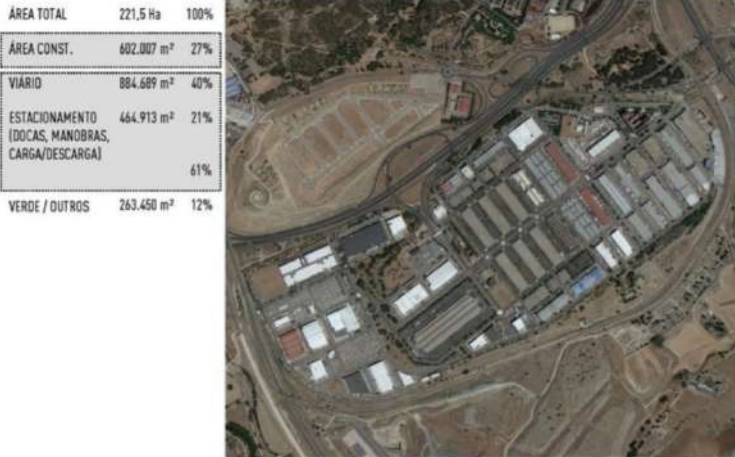 ÁREA TOTAL 221,5 Ha 100%
ÁREA CONST. 602.007 m² 27%
VIÁRIO 884.689 m² 40%
ESTACIONAMENTO 464.913 m² 21%
(DOCAS, MANOBRAS,
CARGA/DESCARGA)
61%
VERDE / OUTROS 263.450 m² 12%